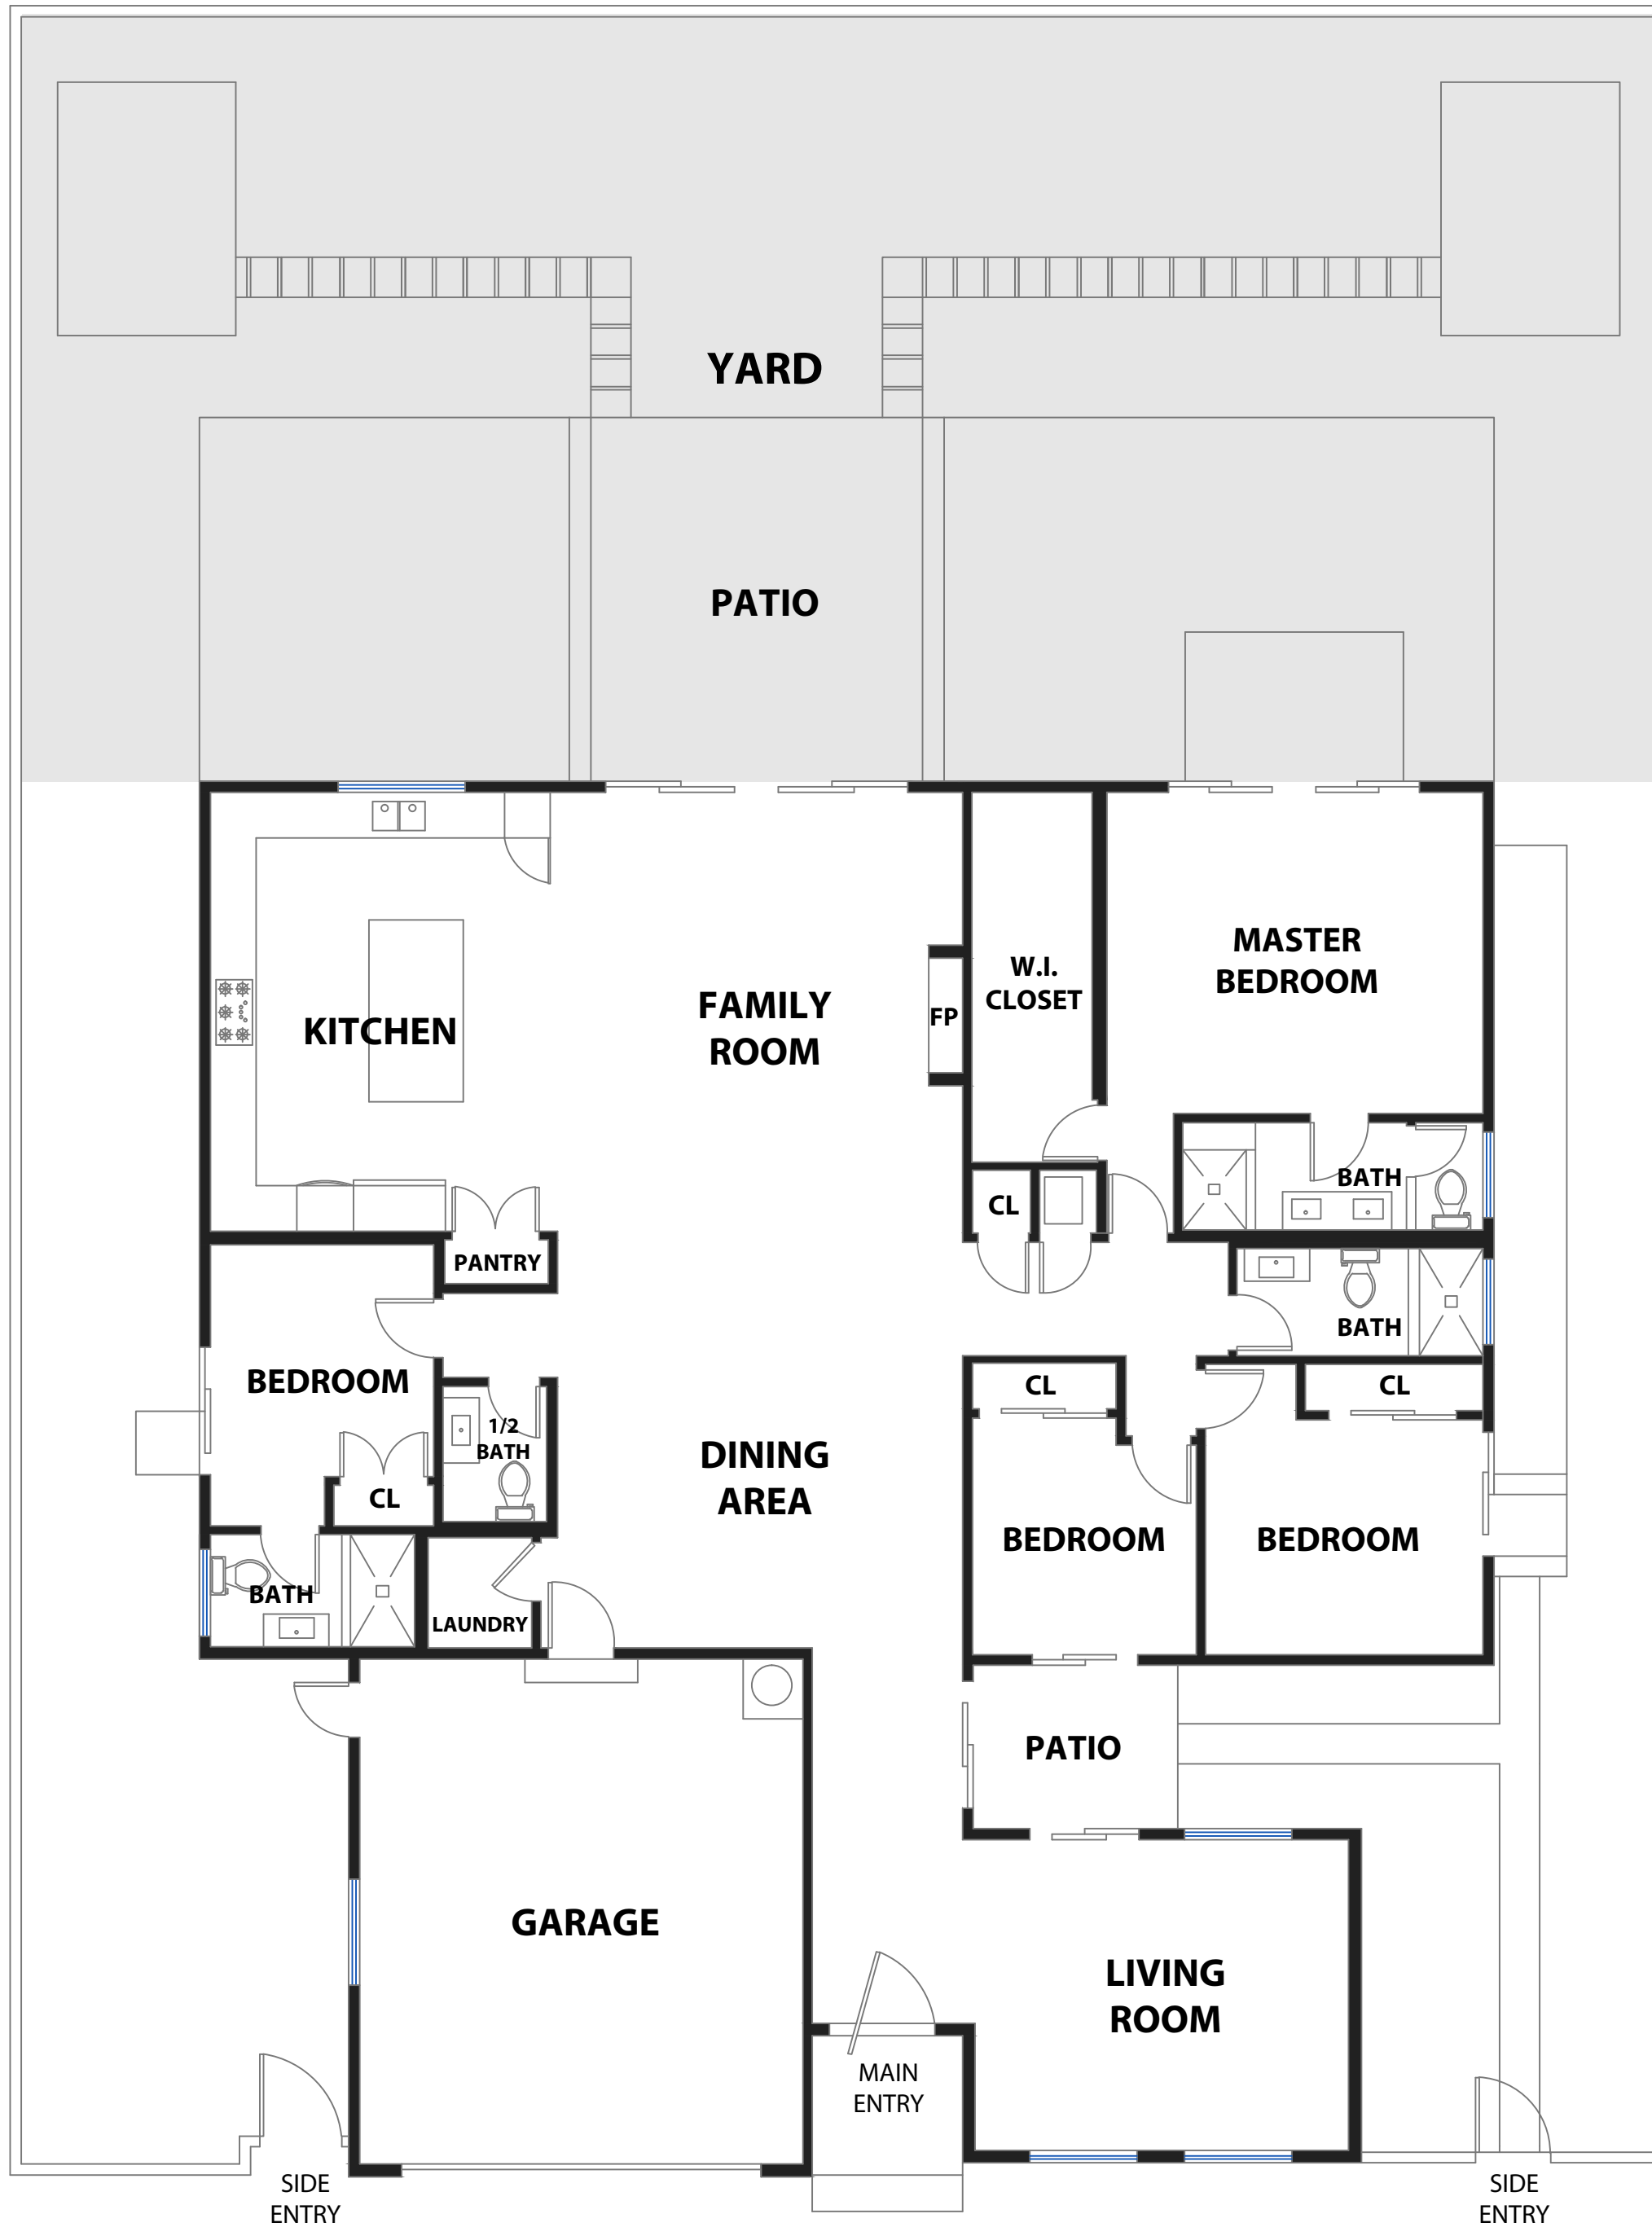 YARD
PATIO
MASTER
BEDROOM
W.I.
CLOSET
FAMILY
ROOM
FP
KITCHEN
BATH
CL
PANTRY
BATH
BEDROOM
CL
CL
1/2
BATH
DINING
AREA
CL
BEDROOM
BEDROOM
BATH
LAUNDRY
PATIO
GARAGE
LIVING
ROOM
MAIN
ENTRY
SIDE
ENTRY
SIDE
ENTRY